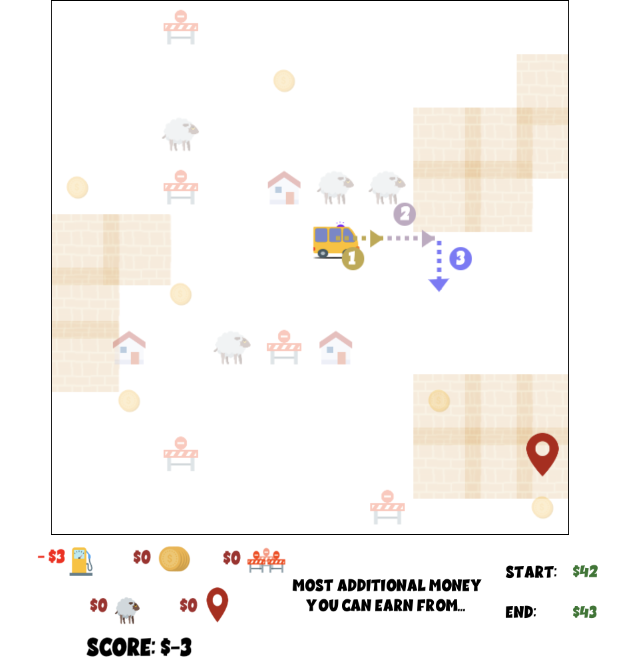 1
2
3
- $3
$0
$0
$0
$0
SCORE: $-3
MOST ADDITIONAL MONEY
YOU CAN EARN FROM...
START: $42
END: $43